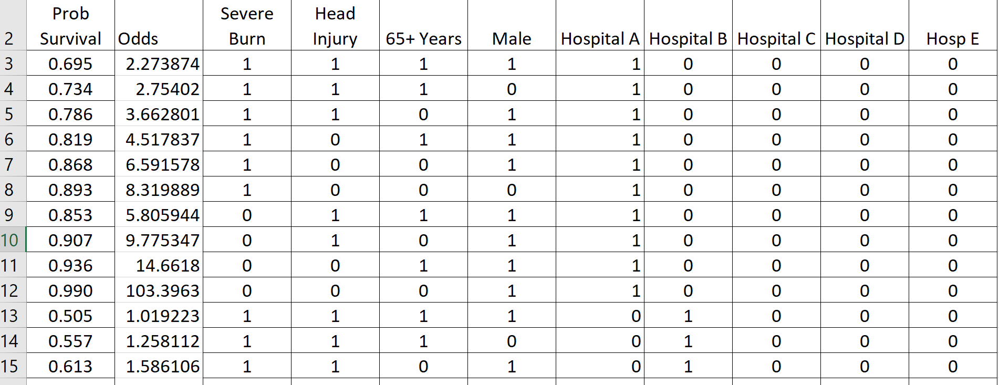 Prob Severe Head
2 Survival Odds Burn Injury 65+ Years Male Hospital A Hospital B Hospital C Hospital D Hosp E
3 0.695 2.273874 1 1 1 1 1 0 0 0 0
4 0.734 2.75402 1 1 1 0 1 0 0 0 0
5 0.786 3.662801 1 1 0 1 1 0 0 0 0
6 0.819 4.517837 1 0 1 1 1 0 0 0 0
7 0.868 6.591578 1 0 0 1 1 0 0 0 0
8 0.893 8.319889 1 0 0 0 1 0 0 0 0
9 0.853 5.805944 0 1 1 1 1 0 0 0 0
10 0.907 9.775347 0 1 0 1 1 0 0 0 0
11 0.936 14.6618 0 0 1 1 1 0 0 0 0
12 0.990 103.3963 0 0 0 1 1 0 0 0 0
13 0.505 1.019223 1 1 1 1 0 1 0 0 0
14 0.557 1.258112 1 1 1 0 0 1 0 0 0
15 0.613 1.586106 1 1 0 1 0 1 0 0 0